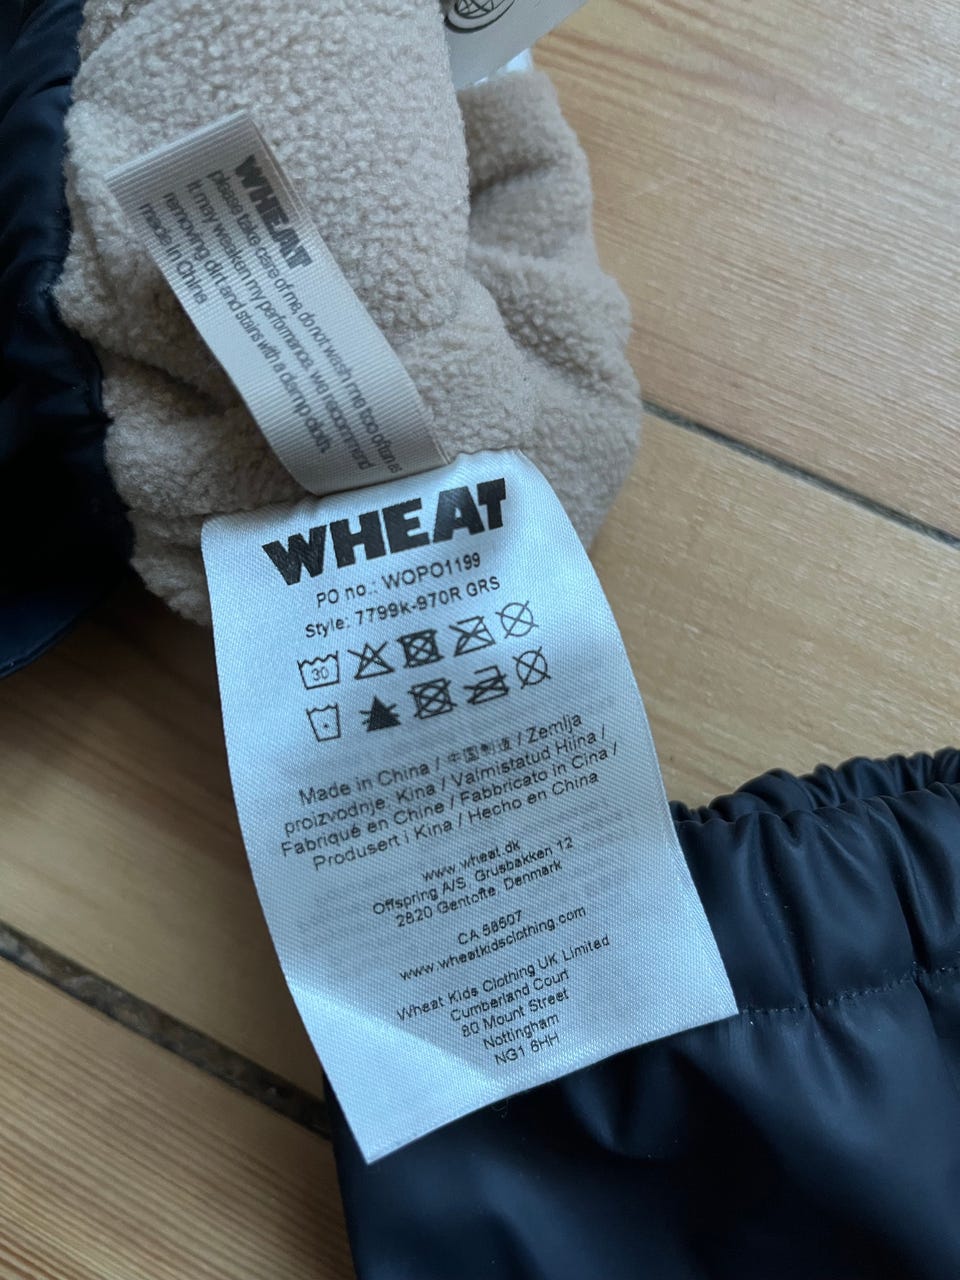 WHEAT
please take care of me, do not wash me too often as
it may weaken my performance. we recommend
removing dirt and stains with a damp cloth.
made in China
WHEAT
PO no.: WOPO1199
Style: 7799k-970R GRS
30
Made in China / 中国制造 / Zemlja
proizvodnje: Kina / Valmistatud Hiina /
Fabriqué en Chine / Fabbricato in Cina /
Produsert i Kina / Hecho en China
www.wheat.dk
Offspring A/S Grusbakken 12
2820 Gentofte Denmark
CA 58507
www.wheatkidsclothing.com
Wheat Kids Clothing UK Limited
Cumberland Court
80 Mount Street
Nottingham
NG1 6HH